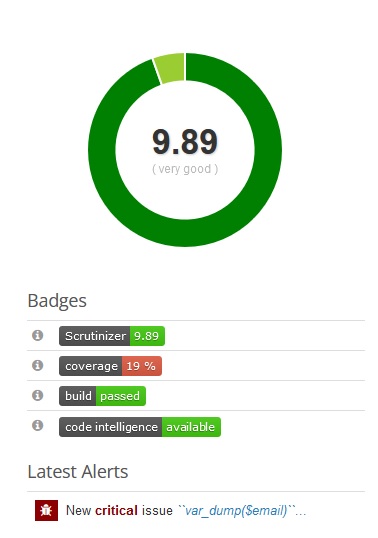 9.89
( very good )
Badges
Scrutinizer 9.89
coverage 19 %
build passed
code intelligence available
Latest Alerts
New critical issue ``var_dump($email)``...